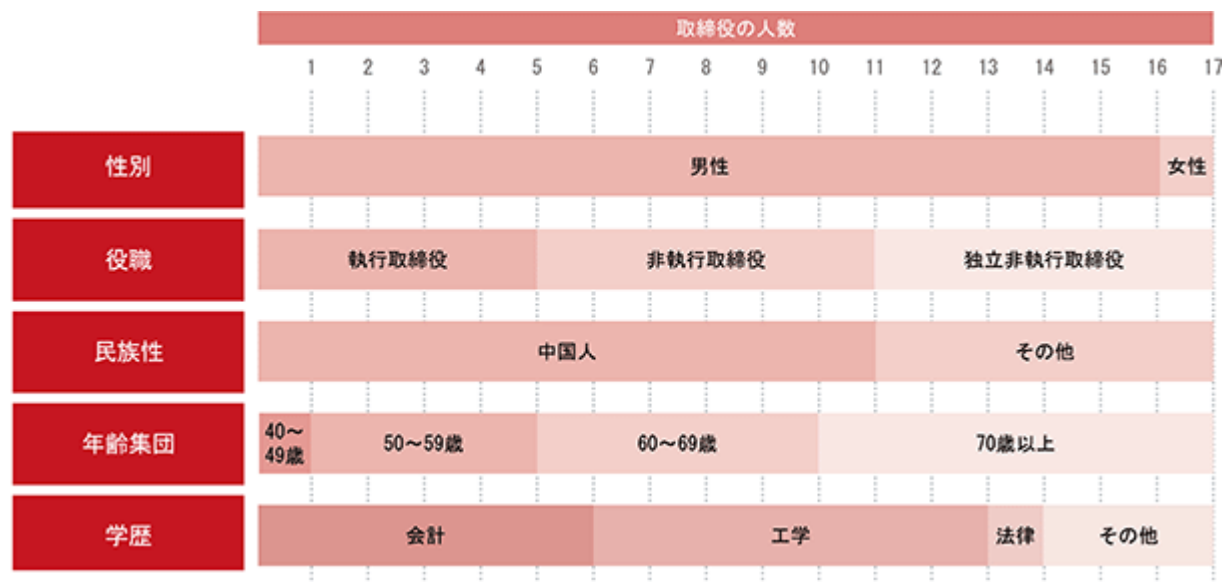 取締役の人数
1 2 3 4 5 6 7 8 9 10 11 12 13 14 15 16 17
性別 男性 女性
役職 執行取締役 非執行取締役 独立非執行取締役
民族性 中国人 その他
年齢集団 40～49歳 50～59歳 60～69歳 70歳以上
学歴 会計 工学 法律 その他